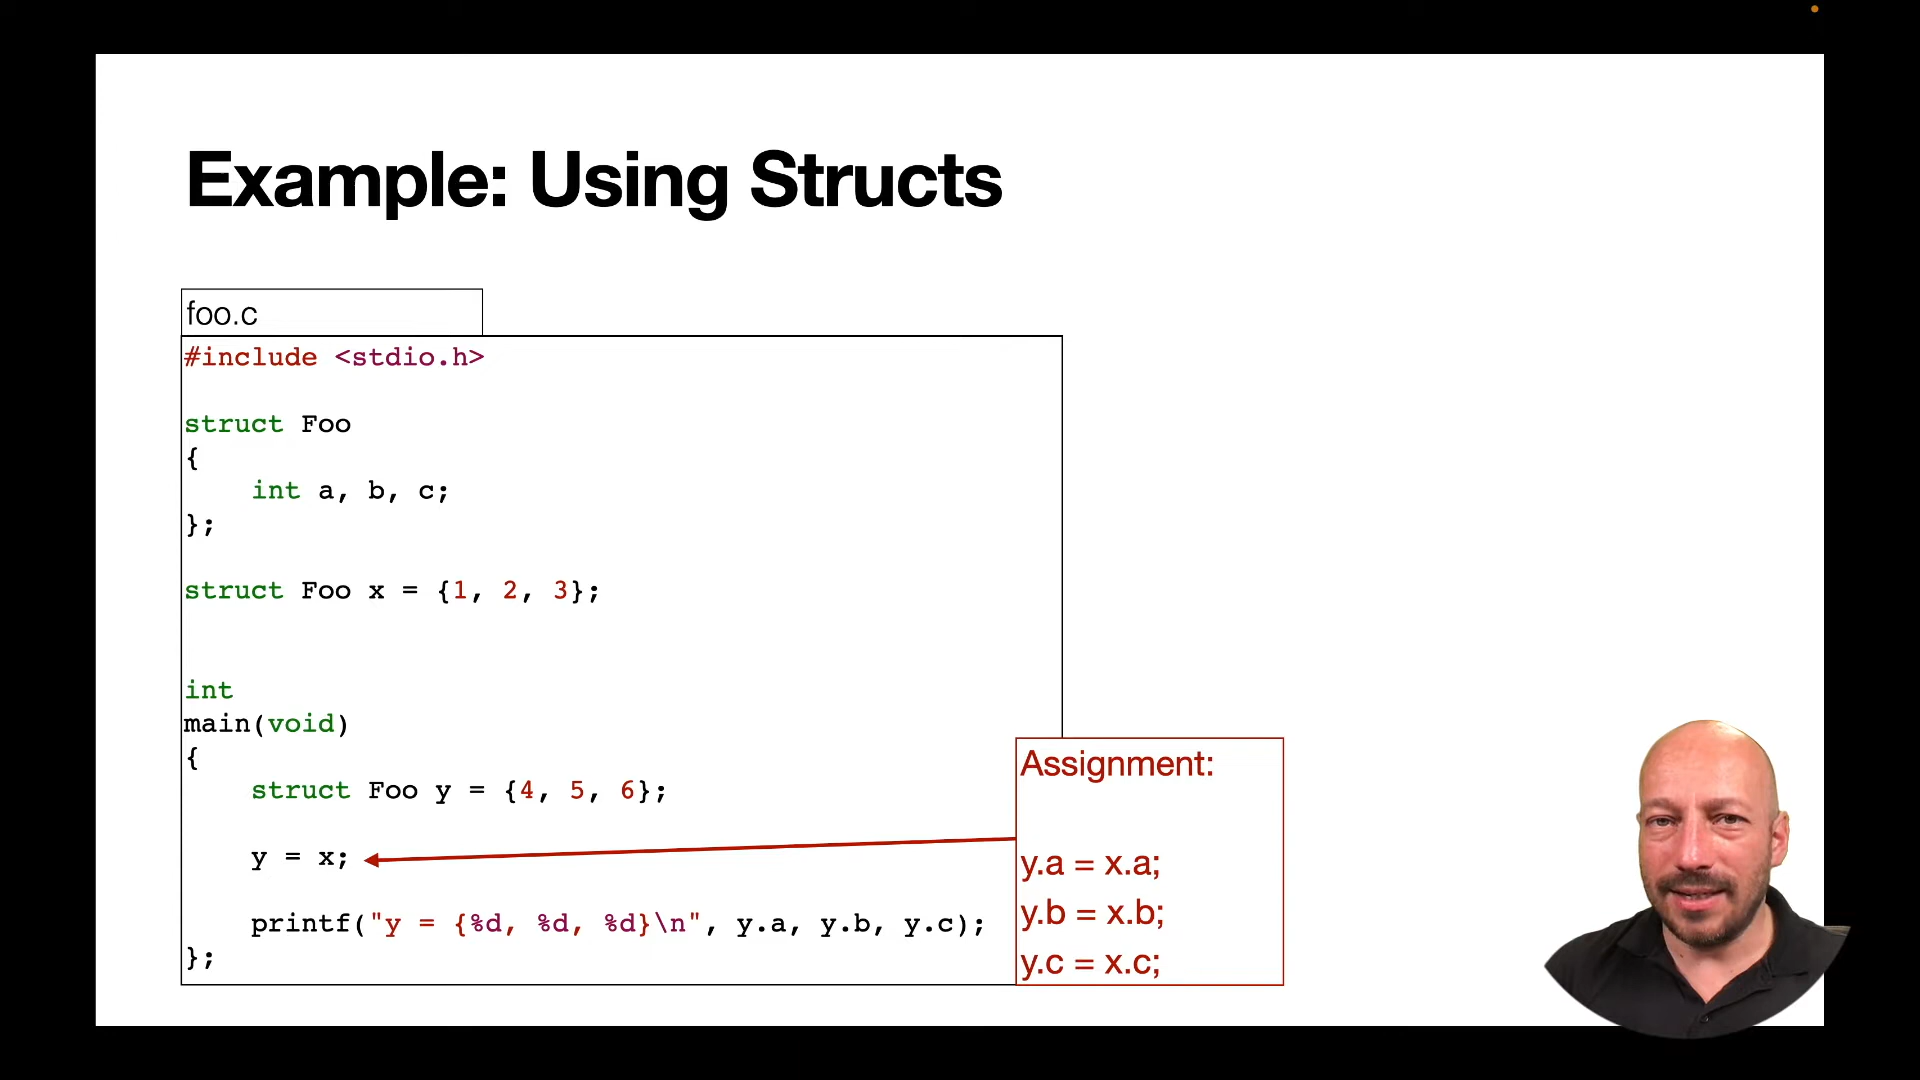 Example: Using Structs
foo.c
#include <stdio.h>
struct Foo
{
int a, b, c;
};
struct Foo x = {1, 2, 3};
int
main(void)
{
struct Foo y = {4, 5, 6};
y = x;
printf("y = {%d, %d, %d}\n", y.a, y.b, y.c);
};
Assignment:
y.a = x.a;
y.b = x.b;
y.c = x.c;